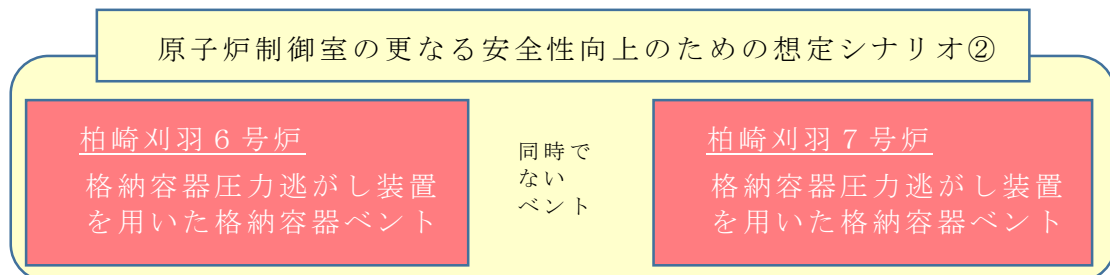 原子炉制御室の更なる安全性向上のための想定シナリオ②
柏崎刈羽６号炉
格納容器圧力逃がし装置
を用いた格納容器ベント
同時で
ない
ベント
柏崎刈羽７号炉
格納容器圧力逃がし装置
を用いた格納容器ベント